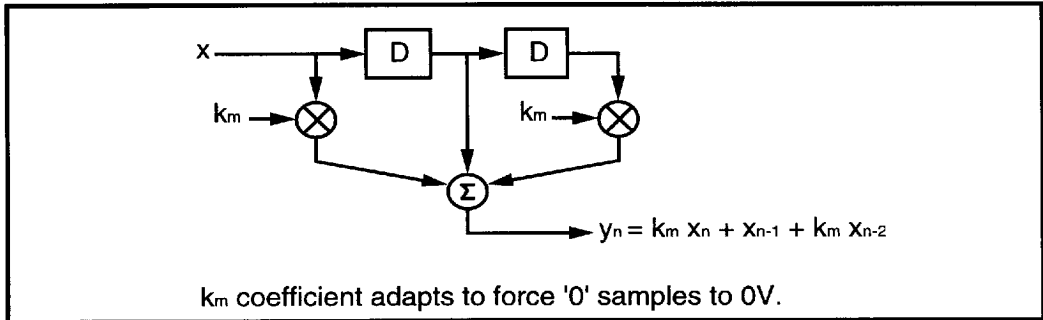 x D D
km km
Σ
yn = km xn + xn-1 + km xn-2
km coefficient adapts to force '0' samples to 0V.